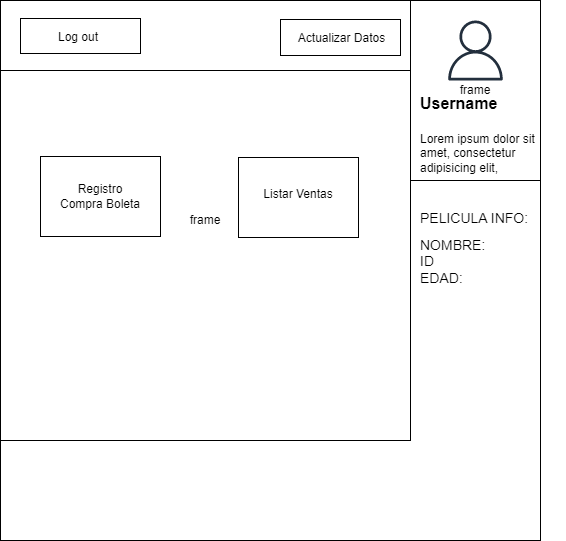 Log out
Actualizar Datos
frame
Username
Lorem ipsum dolor sit
amet, consectetur
adipisicing elit,
Registro
Compra Boleta
frame
Listar Ventas
PELICULA INFO:
NOMBRE:
ID
EDAD: